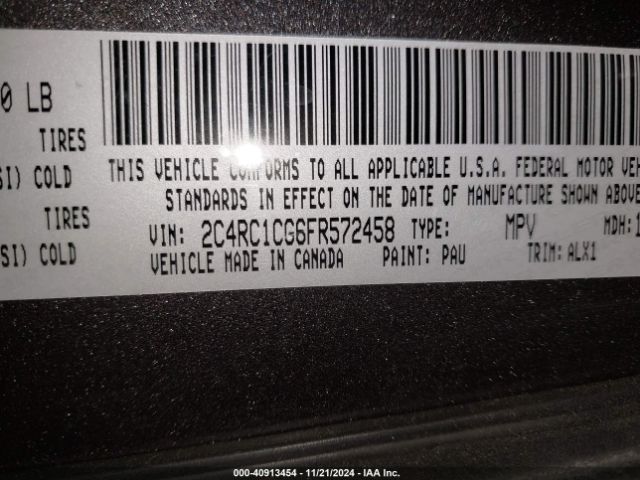 0 LB
TIRES
SI) COLD
TIRES
SI) COLD
THIS VEHICLE CONFORMS TO ALL APPLICABLE U.S.A. FEDERAL MOTOR VEH
STANDARDS IN EFFECT ON THE DATE OF MANUFACTURE SHOWN ABOVE
VIN: 2C4RC1CG6FR572458 TYPE: MPV MDH:1
VEHICLE MADE IN CANADA PAINT: PAU TRIM: ALX1
000-40913454 - 11/21/2024 - IAA Inc.